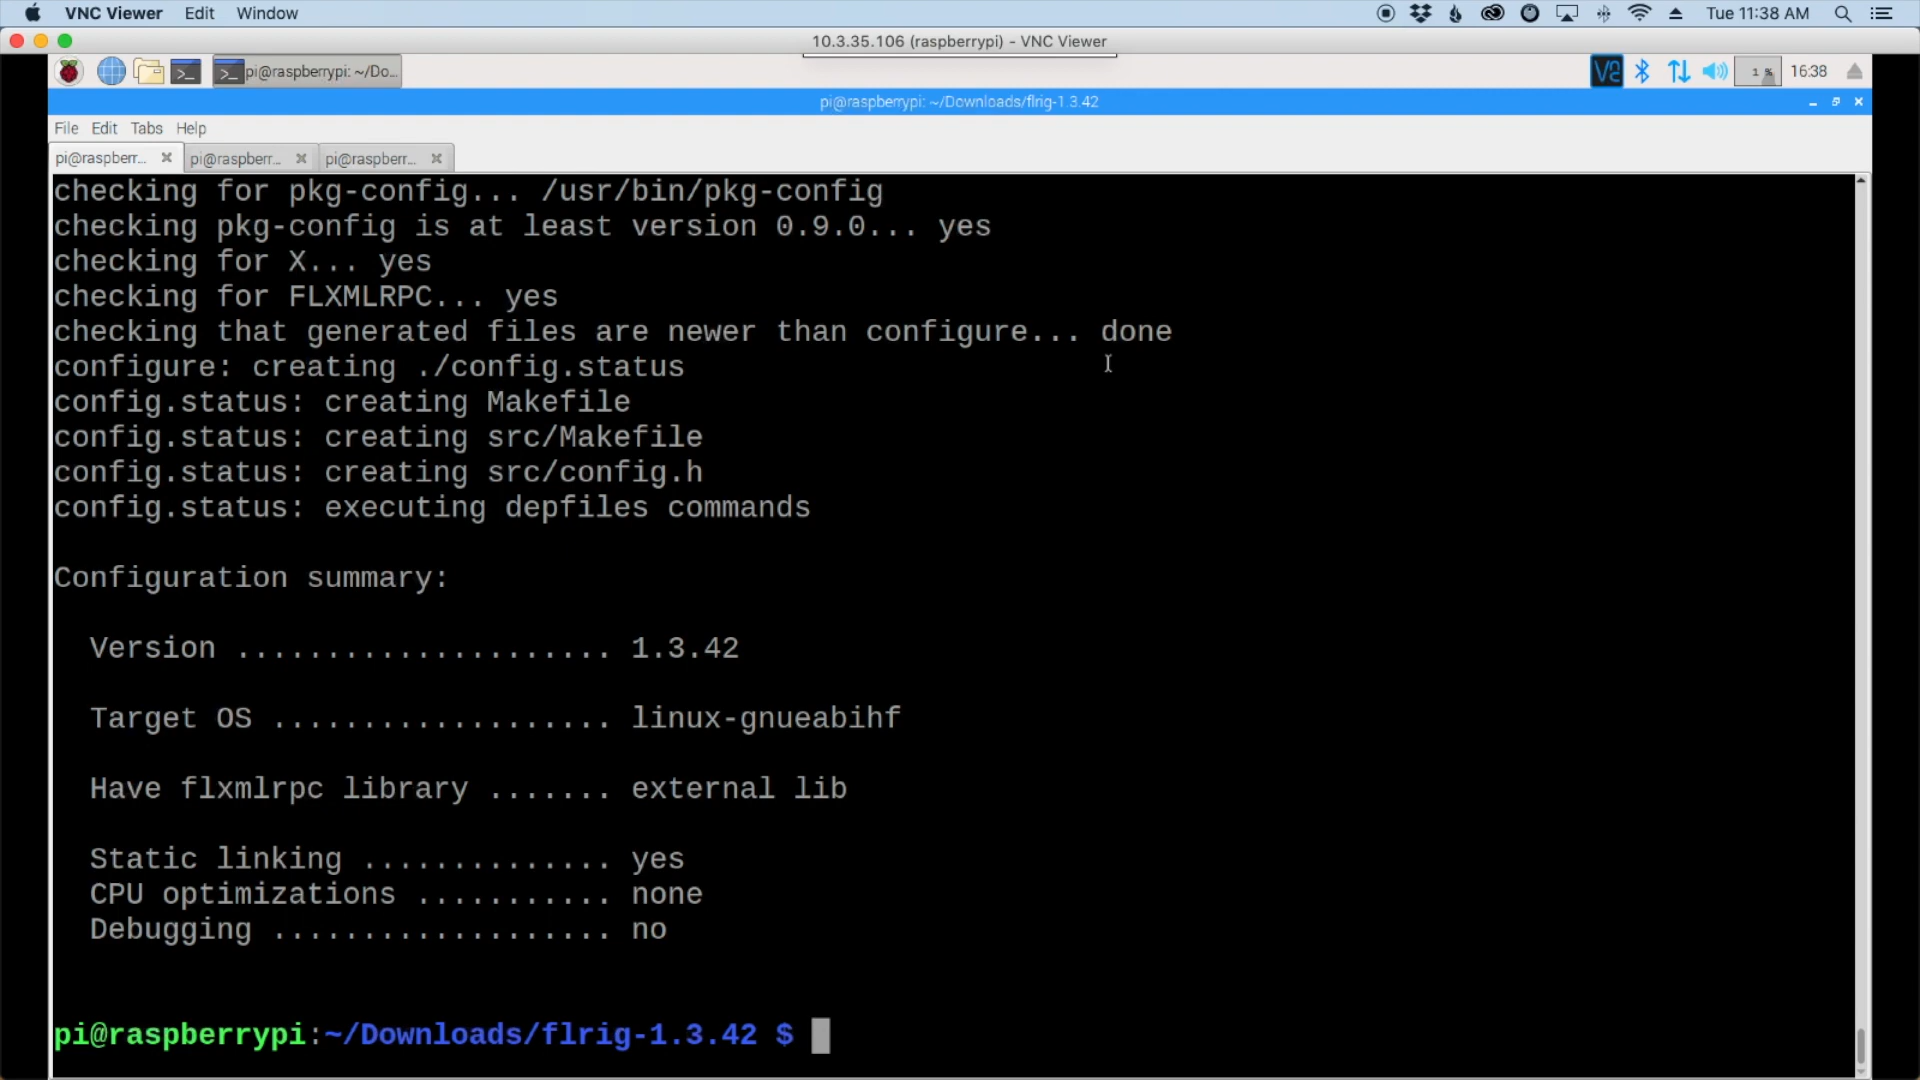 VNC Viewer Edit Window Tue 11:38 AM
10.3.35.106 (raspberrypi) - VNC Viewer
pi@raspberrypi: ~/Do... 1 % 16:38
pi@raspberrypi: ~/Downloads/flrig-1.3.42
File Edit Tabs Help
pi@raspberr... pi@raspberr... pi@raspberr...
checking for pkg-config... /usr/bin/pkg-config
checking pkg-config is at least version 0.9.0... yes
checking for X... yes
checking for FLXMLRPC... yes
checking that generated files are newer than configure... done
configure: creating ./config.status
config.status: creating Makefile
config.status: creating src/Makefile
config.status: creating src/config.h
config.status: executing depfiles commands
Configuration summary:
Version ..................... 1.3.42
Target OS ................... linux-gnueabihf
Have flxmlrpc library ....... external lib
Static linking .............. yes
CPU optimizations ........... none
Debugging ................... no
pi@raspberrypi:~/Downloads/flrig-1.3.42 $